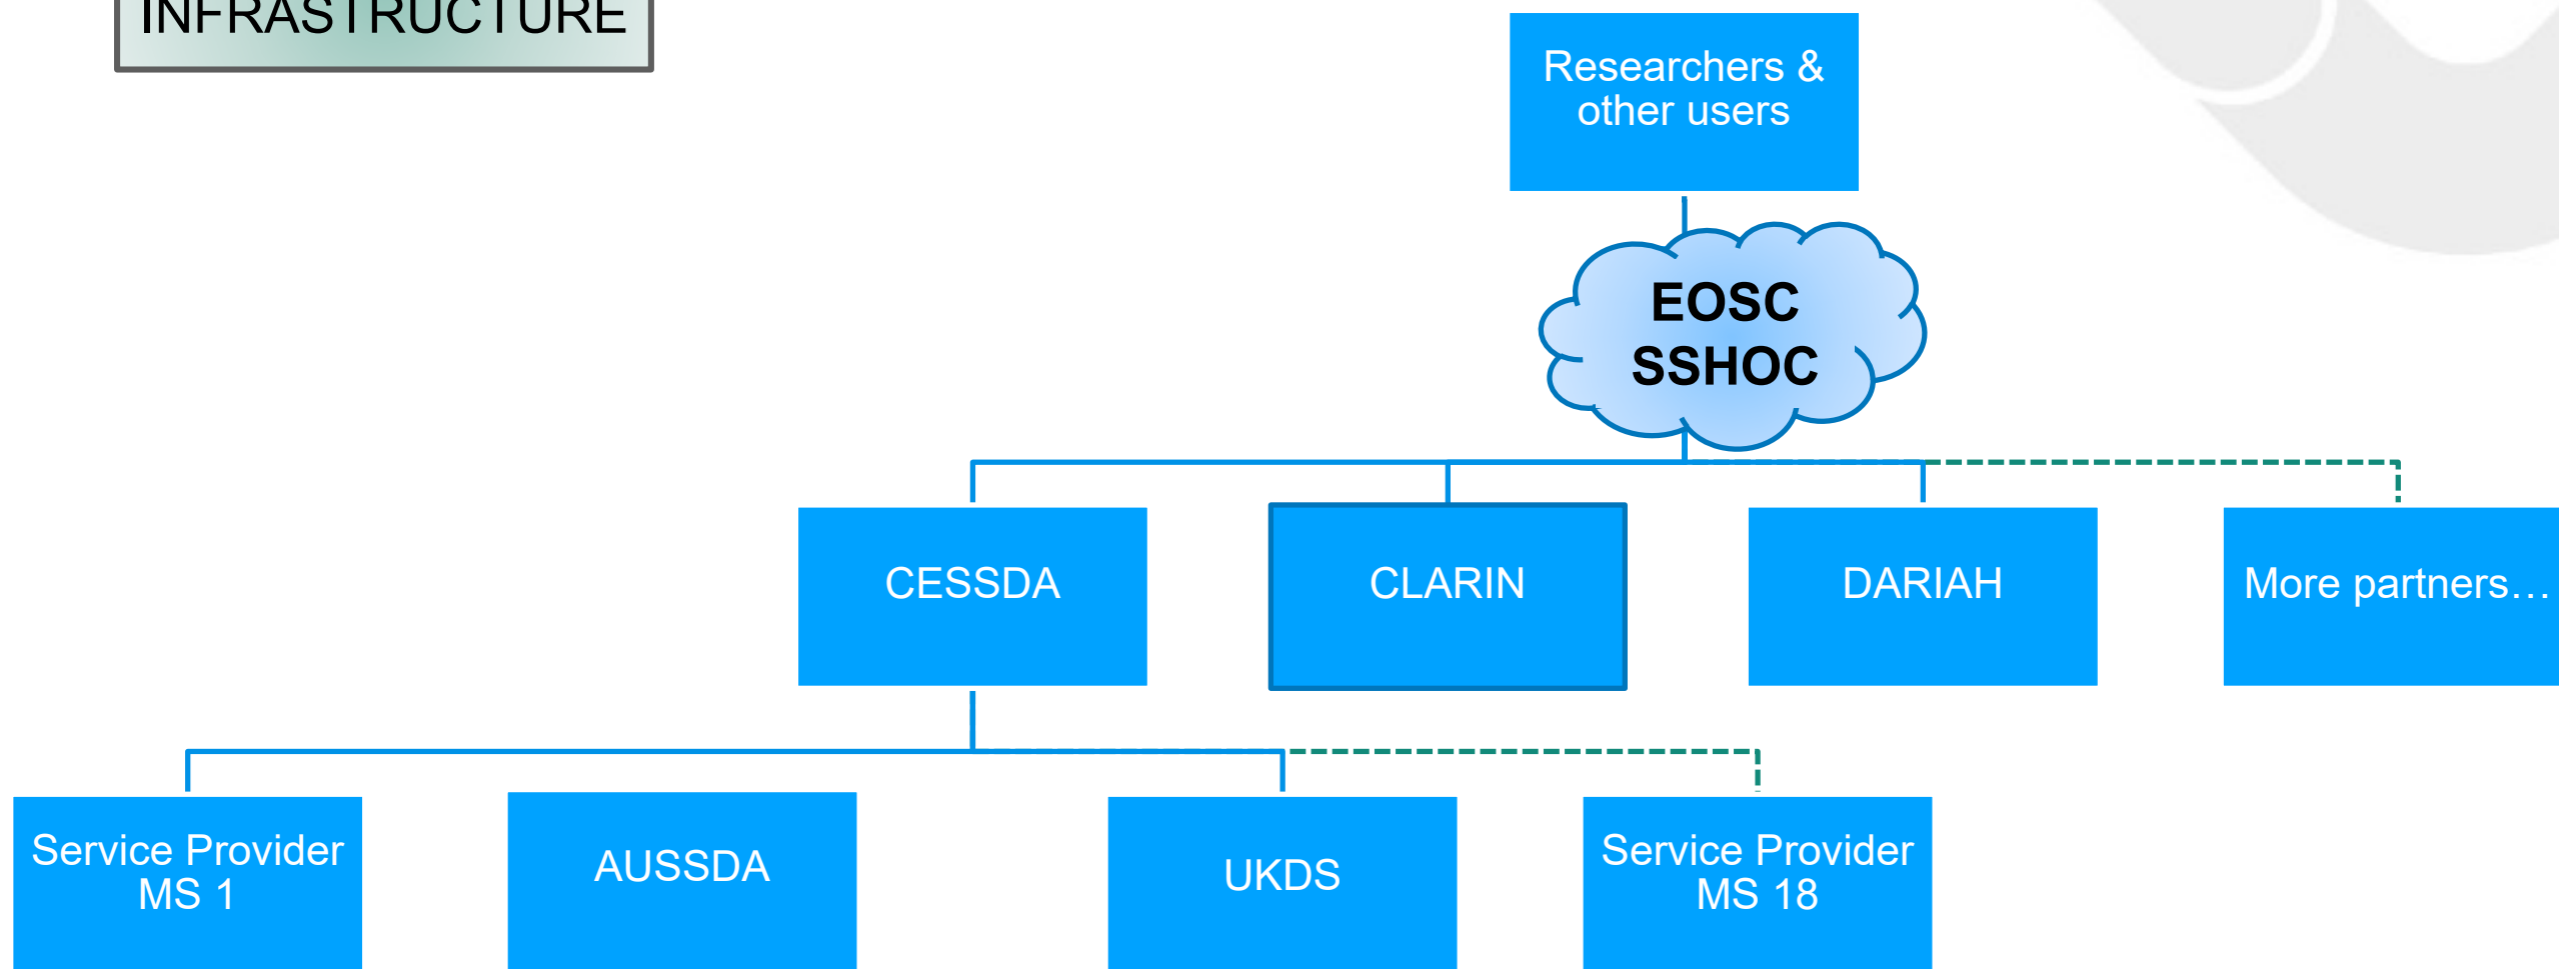 INFRASTRUCTURE
Researchers &
other users
EOSC
SSHOC
CESSDA
CLARIN
DARIAH
More partners…
Service Provider
MS 1
AUSSDA
UKDS
Service Provider
MS 18